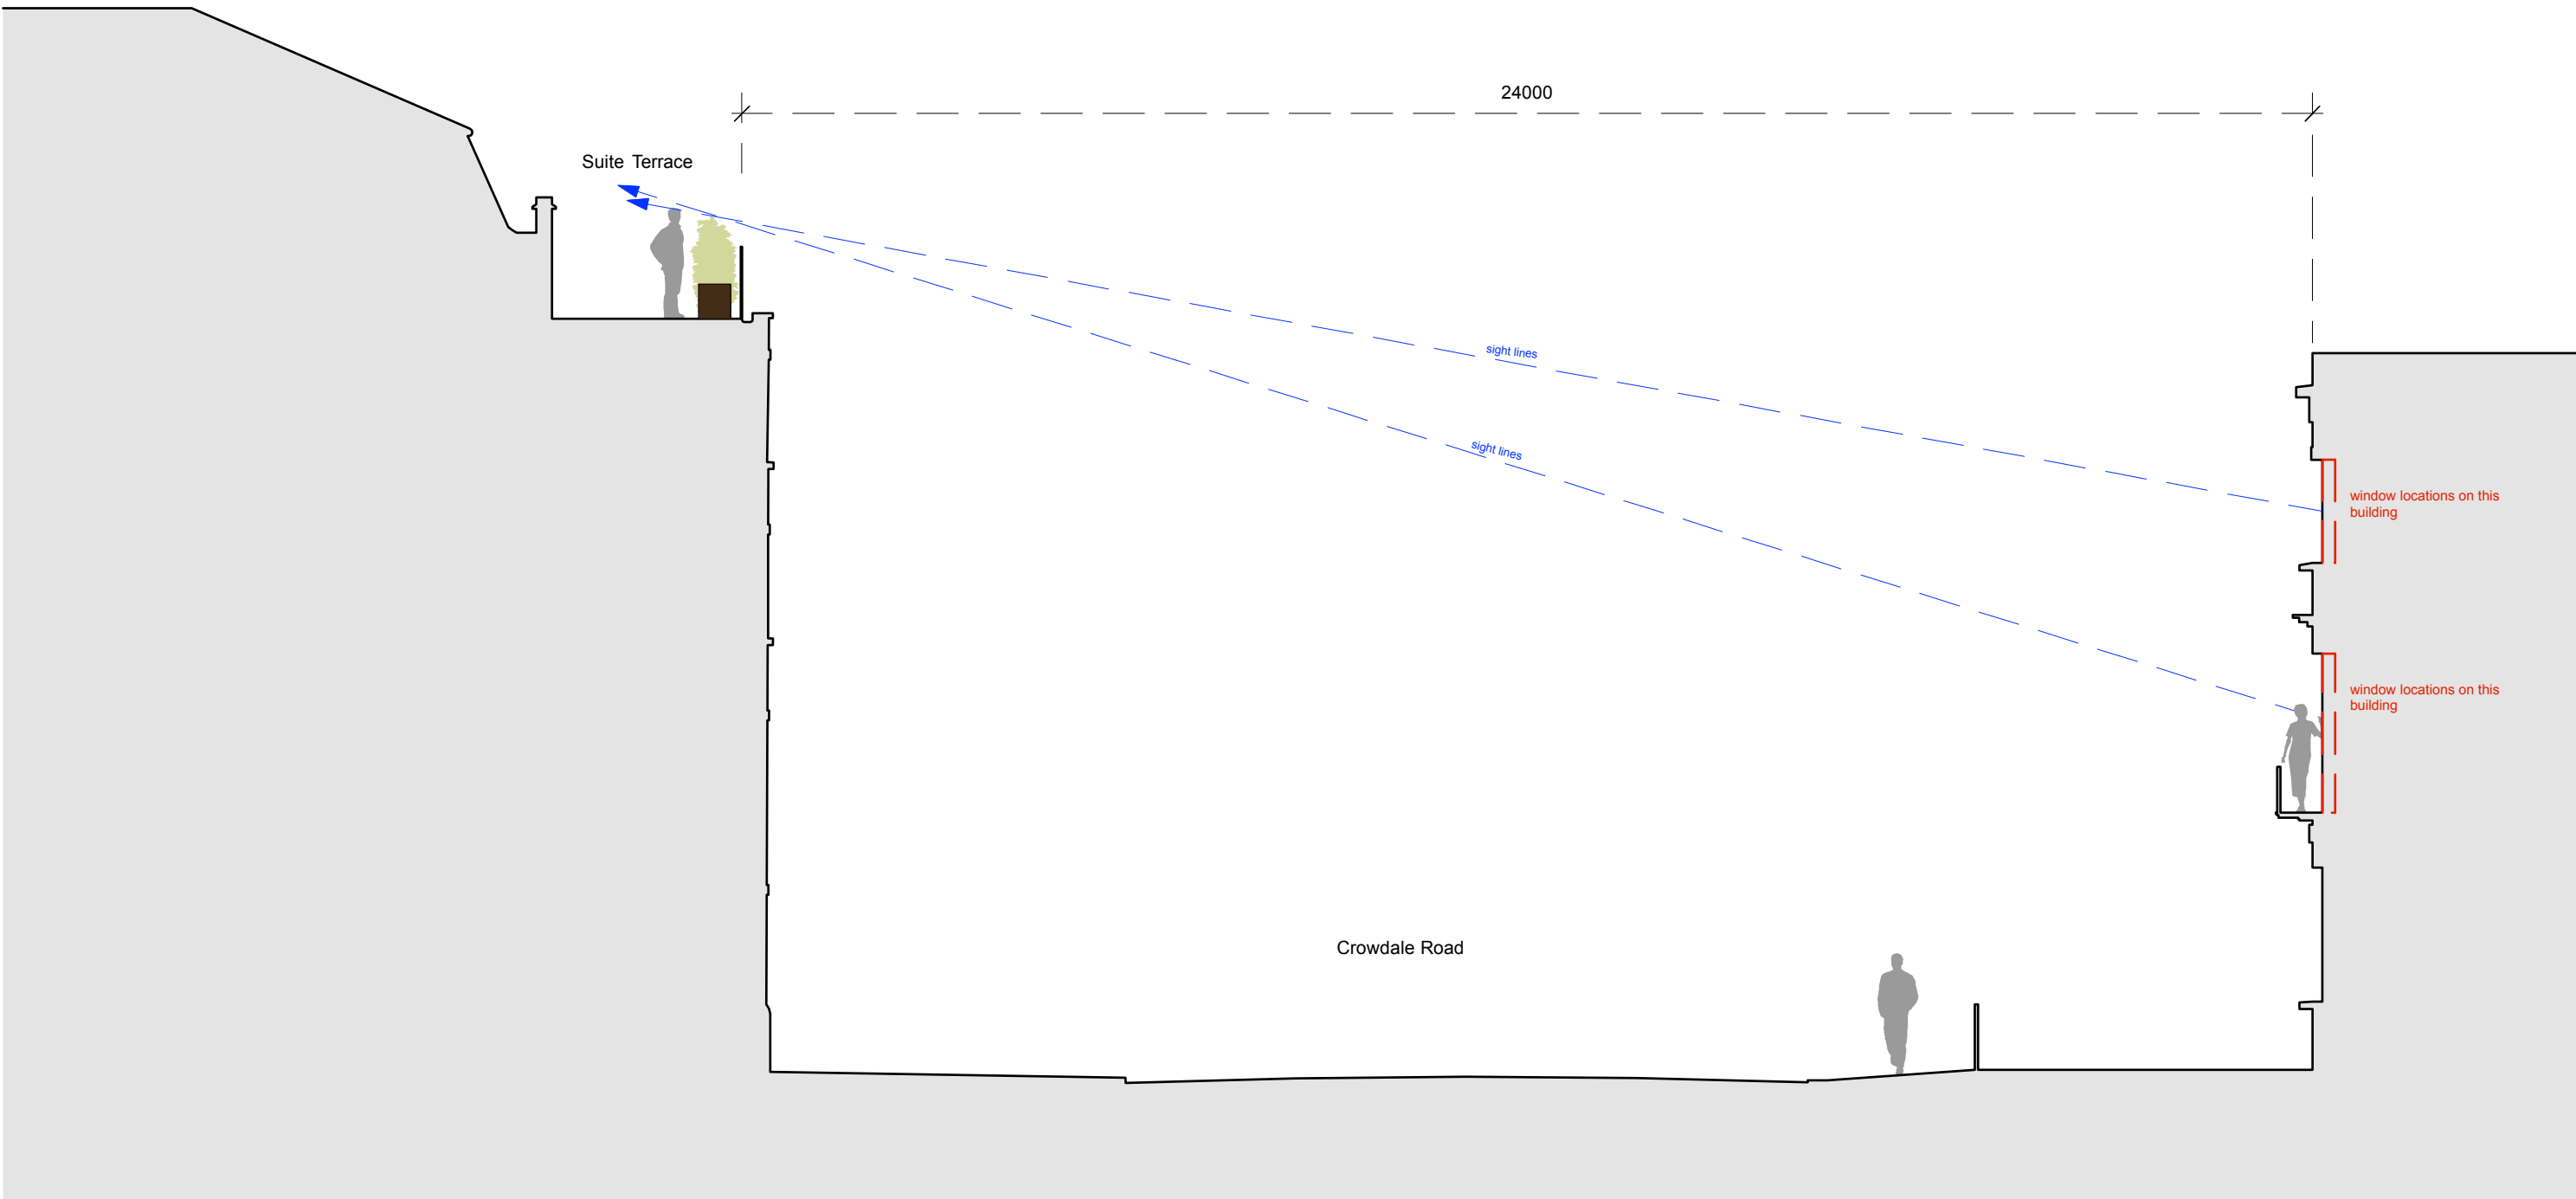 24000
Suite Terrace
sight lines
sight lines
window locations on this
building
window locations on this
building
Crowdale Road